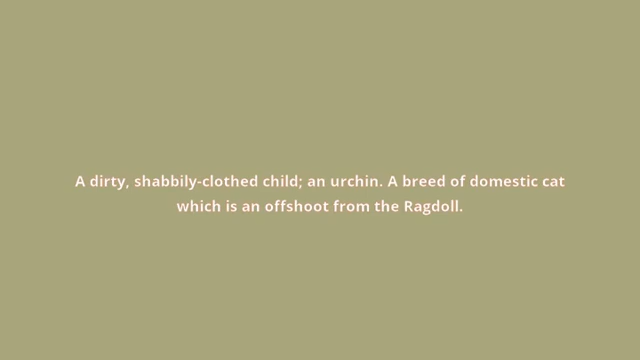 A dirty, shabbily-clothed child; an urchin. A breed of domestic cat
which is an offshoot from the Ragdoll.